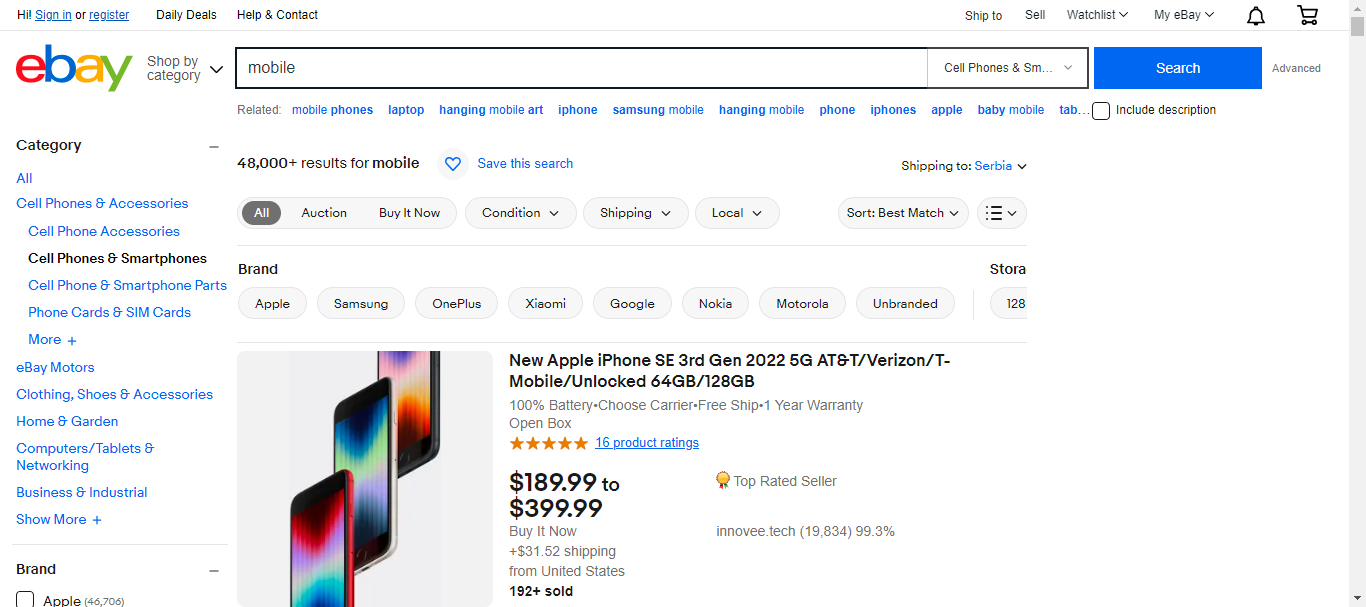 Hi! Sign in or register Daily Deals Help & Contact Ship to Sell Watchlist My eBay
ebay Shop by category mobile Cell Phones & Sm... Search Advanced
Related: mobile phones laptop hanging mobile art iphone samsung mobile hanging mobile phone iphones apple baby mobile tab... Include description
Category
All
Cell Phones & Accessories
Cell Phone Accessories
Cell Phones & Smartphones
Cell Phone & Smartphone Parts
Phone Cards & SIM Cards
More +
eBay Motors
Clothing, Shoes & Accessories
Home & Garden
Computers/Tablets &
Networking
Business & Industrial
Show More +
Brand
Apple (46,706)
48,000+ results for mobile Save this search Shipping to: Serbia
All Auction Buy It Now Condition Shipping Local Sort: Best Match
Brand Stora
Apple Samsung OnePlus Xiaomi Google Nokia Motorola Unbranded 128
New Apple iPhone SE 3rd Gen 2022 5G AT&T/Verizon/T-
Mobile/Unlocked 64GB/128GB
100% Battery•Choose Carrier•Free Ship•1 Year Warranty
Open Box
16 product ratings
$189.99 to
$399.99
Buy It Now
+$31.52 shipping
from United States
192+ sold
Top Rated Seller
innovee.tech (19,834) 99.3%